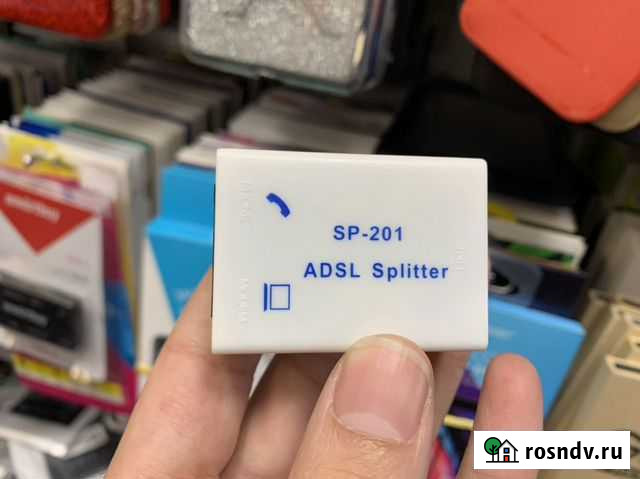 SP-201
ADSL Splitter
rosndv.ru